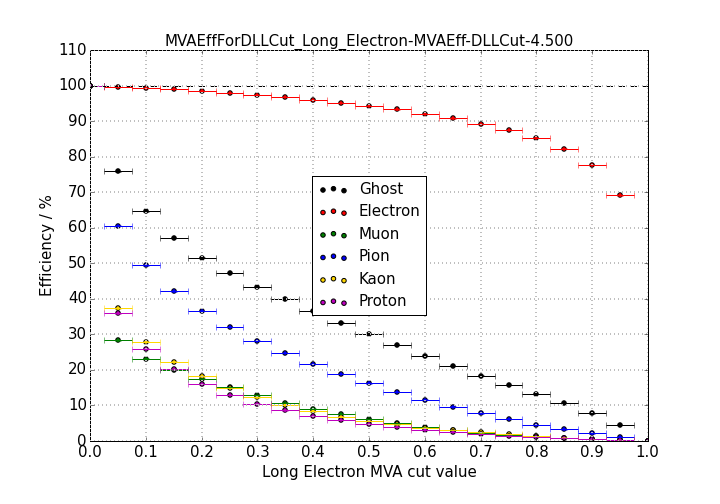 MVAEffForDLLCut_Long_Electron-MVAEff-DLLCut-4.500
110
100
90
80
70
60
50
40
30
20
10
0
Efficiency / %
Ghost
Electron
Muon
Pion
Kaon
Proton
0.0 0.1 0.2 0.3 0.4 0.5 0.6 0.7 0.8 0.9 1.0
Long Electron MVA cut value